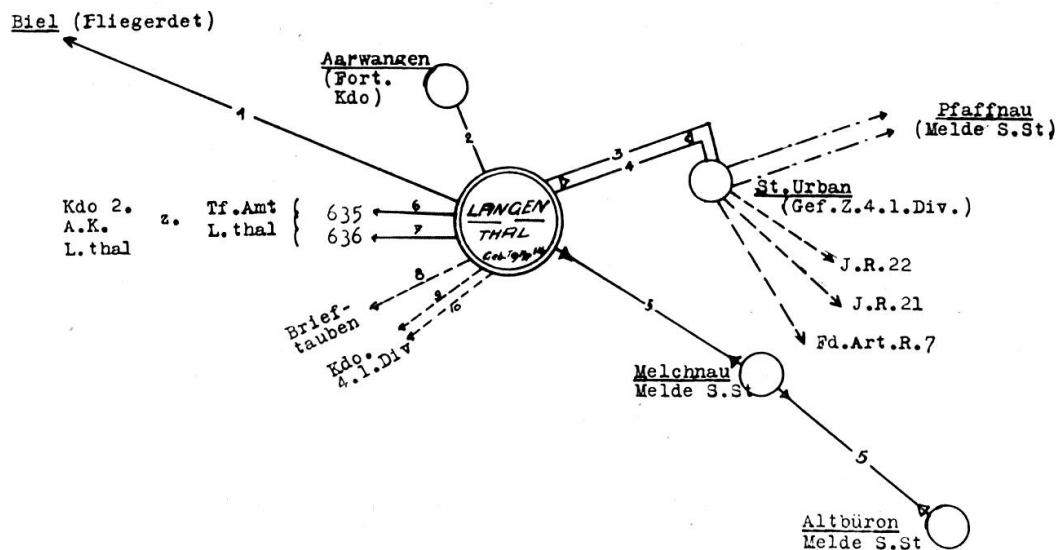 Biel (Fliegerdet)
1
Aarwangen
(Fort.
Kdo)
2
Pfaffnau
(Melde S.St)
3
4
St.Urban
(Gef.Z.4.1.Div.)
LANGEN
THAL
Kdo 2.
A.K.
L.thal
z.
Tf.Amt
L.thal
635
636
6
7
8
9
10
Brief-
tauben
Kdo.
4.1.Div
J.R.22
J.R.21
Fd.Art.R.7
5
Melchnau
Melde S.St
5
Altbüron
Melde S.St